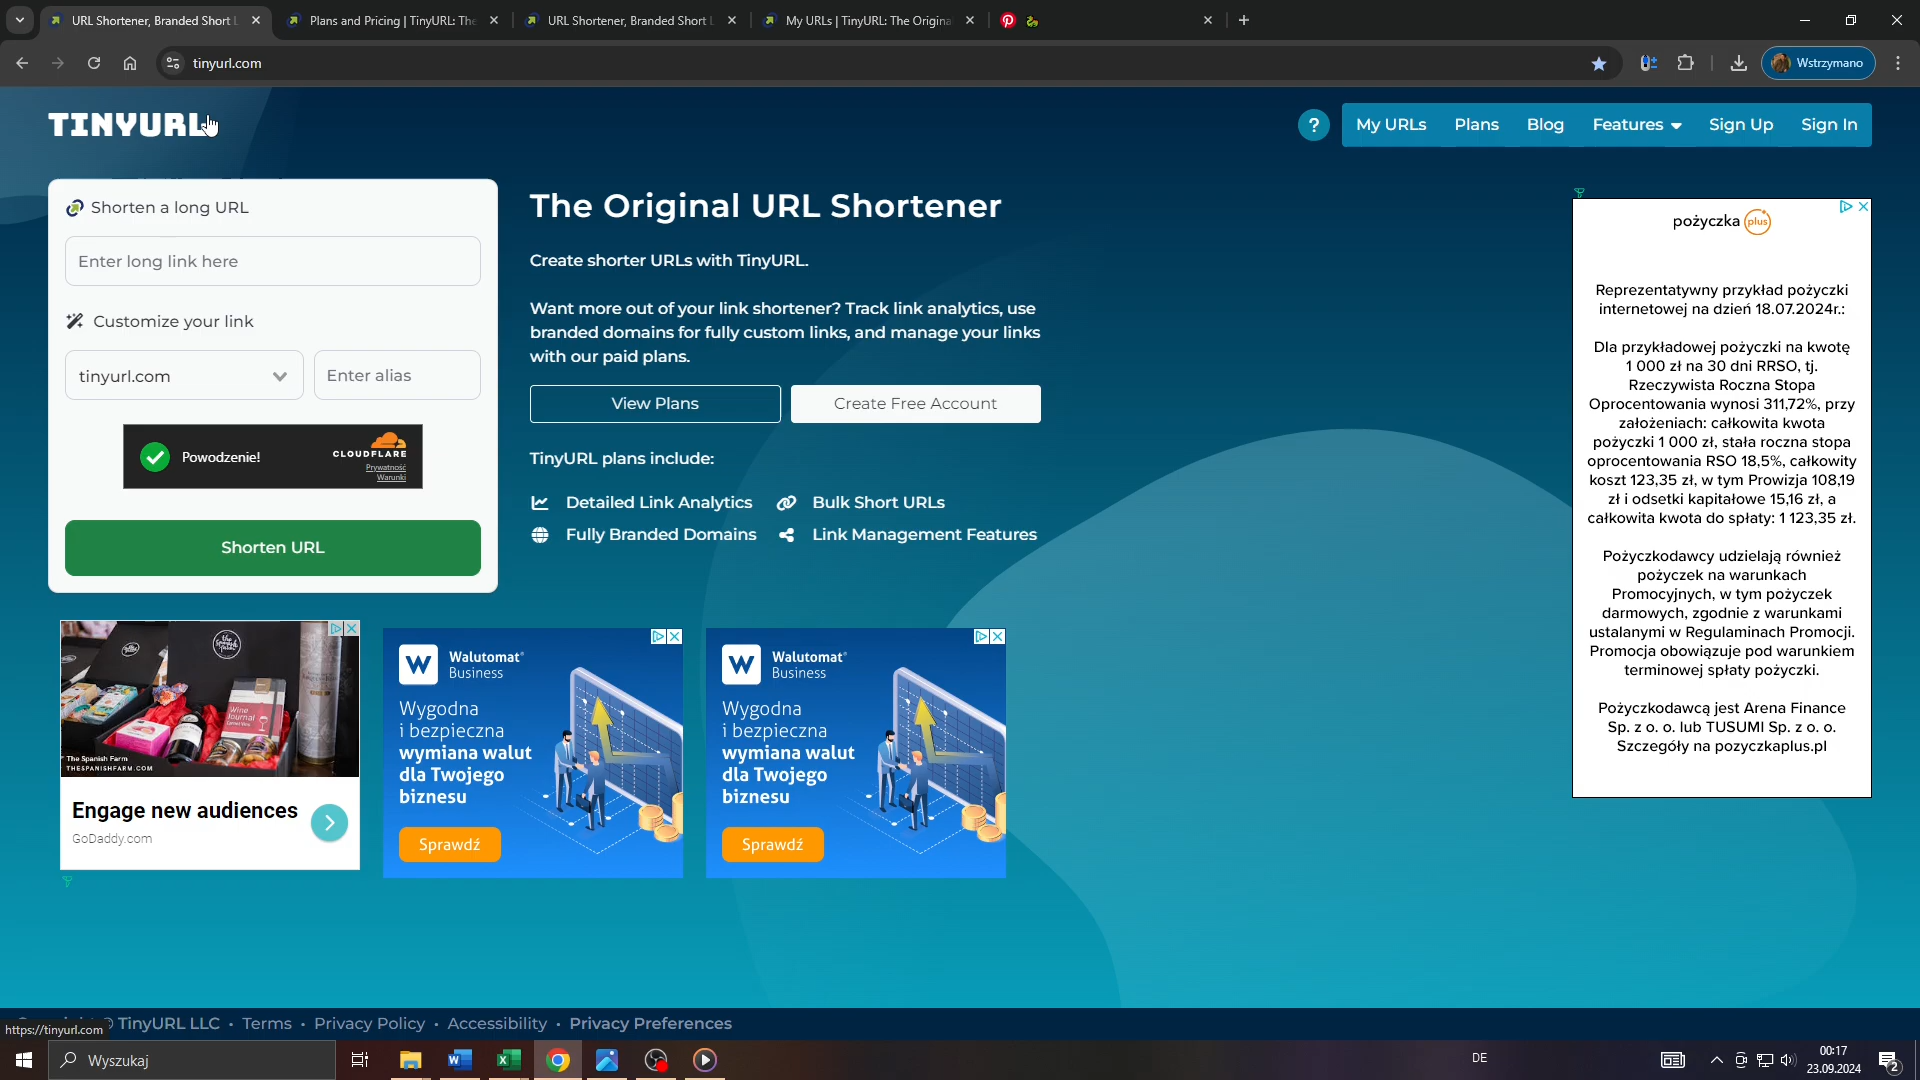 URL Shortener, Branded Short L
Plans and Pricing | TinyURL: The
URL Shortener, Branded Short L
My URLs | TinyURL: The Origina
tinyurl.com
Wstrzymano
TINYURL
?
My URLs
Plans
Blog
Features
Sign Up
Sign In
Shorten a long URL
Enter long link here
Customize your link
tinyurl.com
Enter alias
Powodzenie!
CLOUDFLARE
Prywatność
Warunki
Shorten URL
The Original URL Shortener
Create shorter URLs with TinyURL.
Want more out of your link shortener? Track link analytics, use
branded domains for fully custom links, and manage your links
with our paid plans.
View Plans
Create Free Account
TinyURL plans include:
Detailed Link Analytics
Bulk Short URLs
Fully Branded Domains
Link Management Features
pożyczka plus
Reprezentatywny przykład pożyczki
internetowej na dzień 18.07.2024r.:
Dla przykładowej pożyczki na kwotę
1 000 zł na 30 dni RRSO, tj.
Rzeczywista Roczna Stopa
Oprocentowania wynosi 311,72%, przy
założeniach: całkowita kwota
pożyczki 1 000 zł, stała roczna stopa
oprocentowania RSO 18,5%, całkowity
koszt 123,35 zł, w tym Prowizja 108,19
zł i odsetki kapitałowe 15,16 zł, a
całkowita kwota do spłaty: 1 123,35 zł.
Pożyczkodawcy udzielają również
pożyczek na warunkach
Promocyjnych, w tym pożyczek
darmowych, zgodnie z warunkami
ustalanymi w Regulaminach Promocji.
Promocja obowiązuje pod warunkiem
terminowej spłaty pożyczki.
Pożyczkodawcą jest Arena Finance
Sp. z o. o. lub TUSUMI Sp. z o. o.
Szczegóły na pozyczkaplus.pl
The Spanish Farm
THESPANISHFARM.COM
Engage new audiences
GoDaddy.com
W
Walutomat®
Business
Wygodna
i bezpieczna
wymiana walut
dla Twojego
biznesu
Sprawdź
W
Walutomat®
Business
Wygodna
i bezpieczna
wymiana walut
dla Twojego
biznesu
Sprawdź
TinyURL LLC • Terms • Privacy Policy • Accessibility • Privacy Preferences
https://tinyurl.com
Wyszukaj
DE
00:17
23.09.2024
2